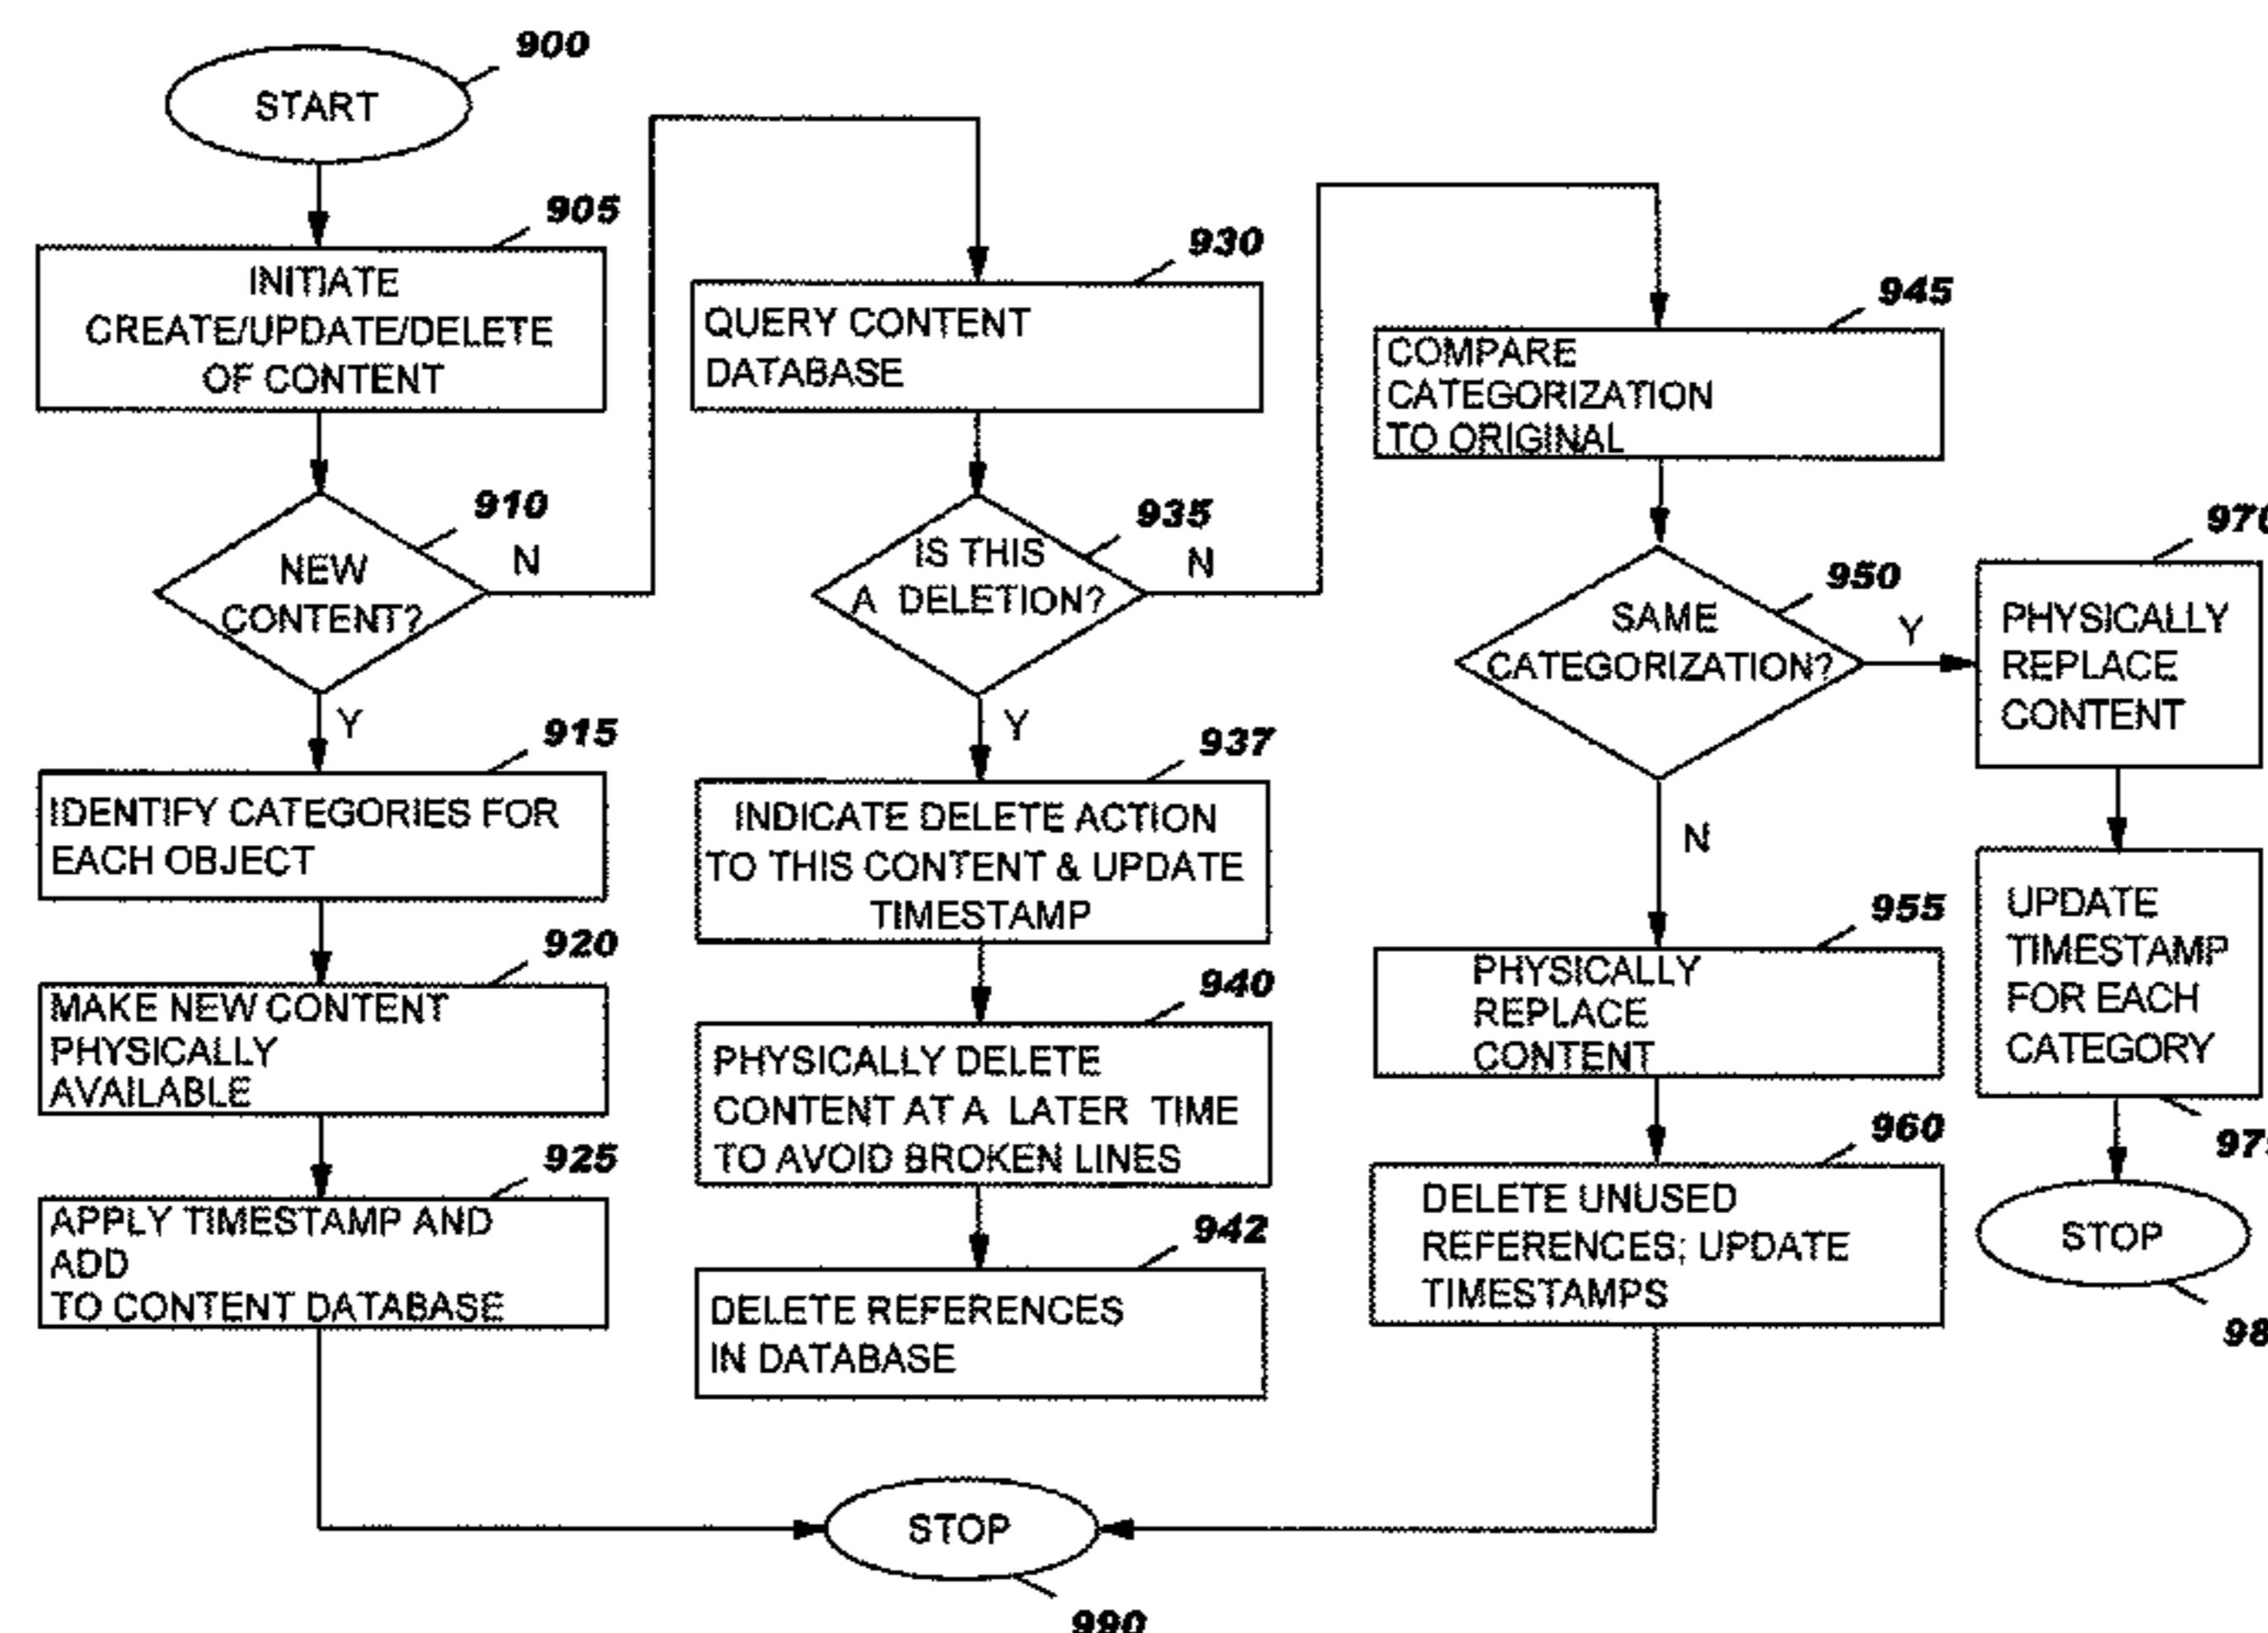 900
START
905
INITIATE
CREATE/UPDATE/DELETE
OF CONTENT
910
NEW
CONTENT?
N
Y
915
IDENTIFY CATEGORIES FOR
EACH OBJECT
920
MAKE NEW CONTENT
PHYSICALLY
AVAILABLE
925
APPLY TIMESTAMP AND
ADD
TO CONTENT DATABASE
930
QUERY CONTENT
DATABASE
935
IS THIS
A DELETION?
N
Y
937
INDICATE DELETE ACTION
TO THIS CONTENT & UPDATE
TIMESTAMP
940
PHYSICALLY DELETE
CONTENT AT A LATER TIME
TO AVOID BROKEN LINES
942
DELETE REFERENCES
IN DATABASE
945
COMPARE
CATEGORIZATION
TO ORIGINAL
950
SAME
CATEGORIZATION?
Y
N
955
PHYSICALLY
REPLACE
CONTENT
960
DELETE UNUSED
REFERENCES; UPDATE
TIMESTAMPS
970
PHYSICALLY
REPLACE
CONTENT
UPDATE
TIMESTAMP
FOR EACH
CATEGORY
STOP
STOP
990